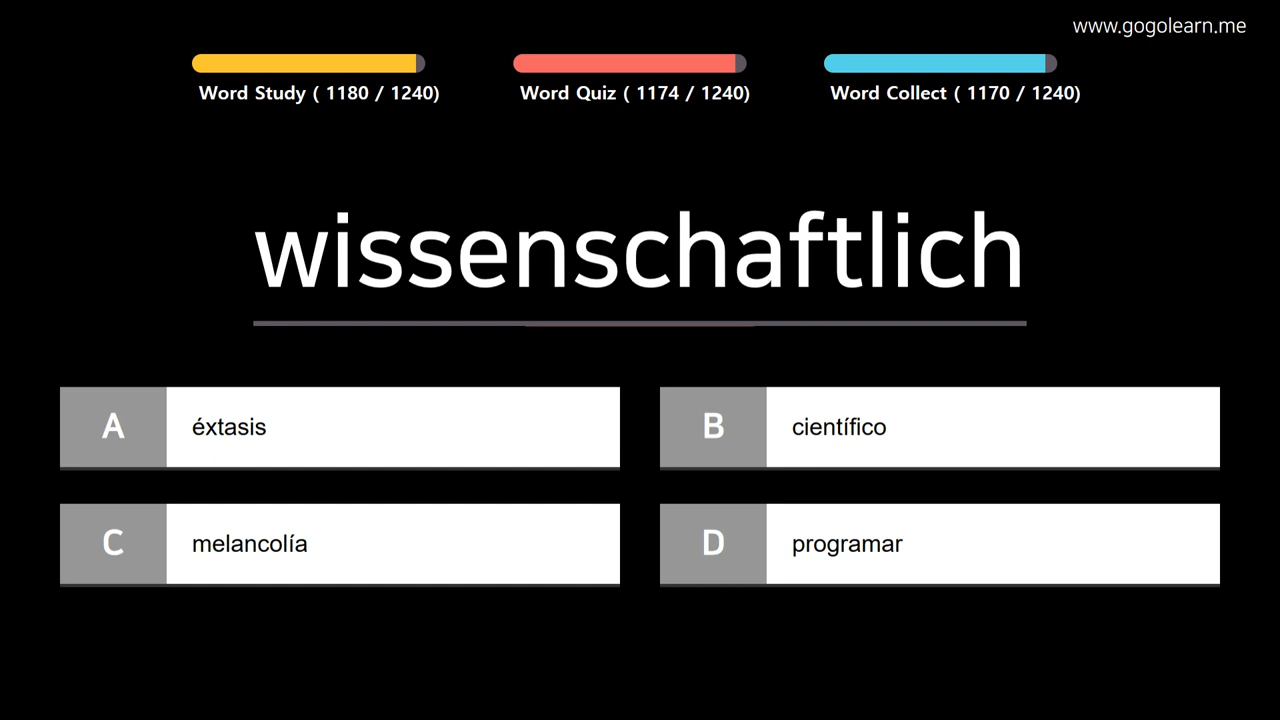 www.gogolearn.me
Word Study ( 1180 / 1240)
Word Quiz ( 1174 / 1240)
Word Collect ( 1170 / 1240)
wissenschaftlich
A éxtasis
B científico
C melancolía
D programar